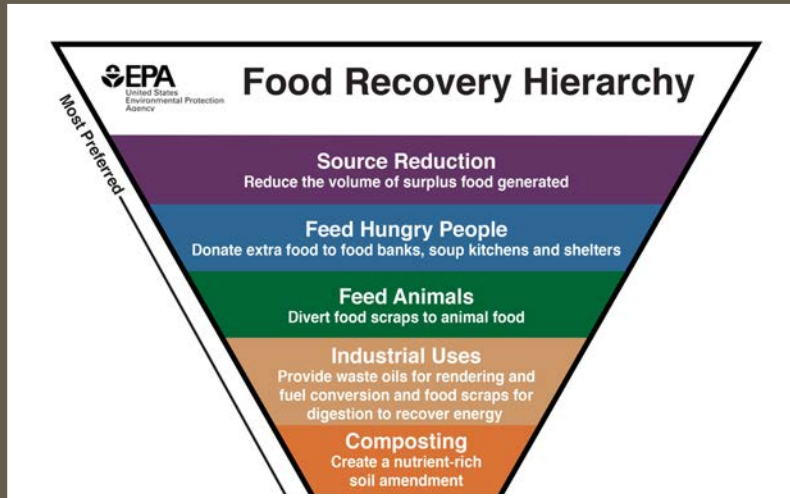 EPA
United States
Environmental Protection
Agency
Food Recovery Hierarchy
Most Preferred
Source Reduction
Reduce the volume of surplus food generated
Feed Hungry People
Donate extra food to food banks, soup kitchens and shelters
Feed Animals
Divert food scraps to animal food
Industrial Uses
Provide waste oils for rendering and
fuel conversion and food scraps for
digestion to recover energy
Composting
Create a nutrient-rich
soil amendment